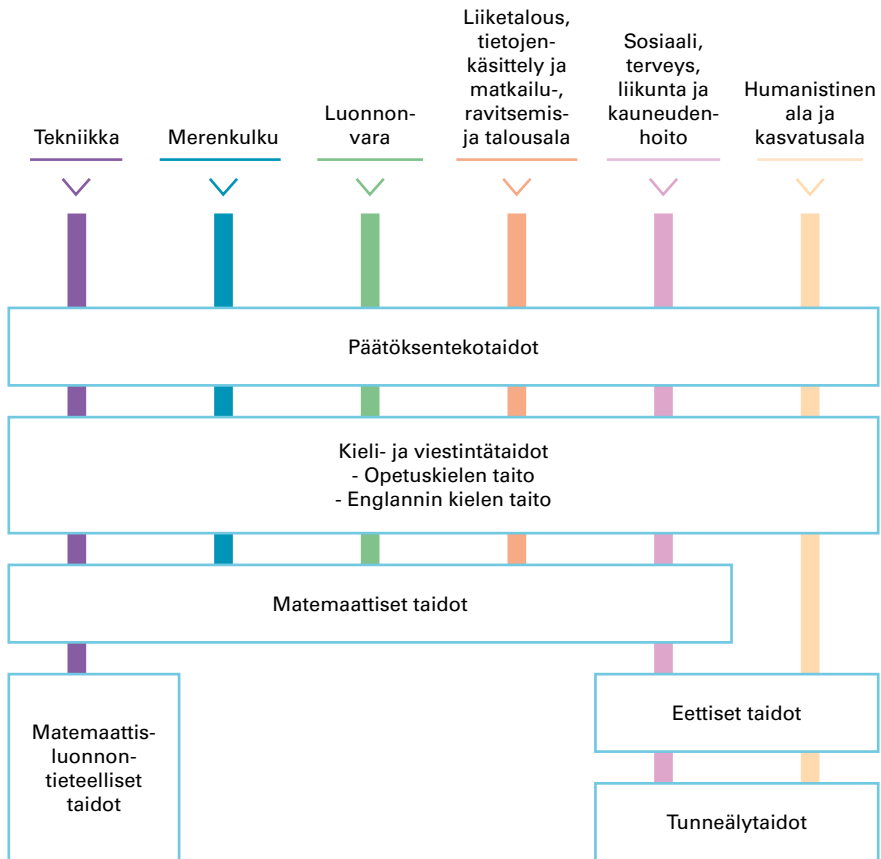 Tekniikka
Merenkulku
Luonnon-
vara
Liiketalous,
tietojen-
käsittely ja
matkailu-,
ravitsemis-
ja talousala
Sosiaali,
terveys,
liikunta ja
kauneuden-
hoito
Humanistinen
ala ja
kasvatusala
Päätöksentekotaidot
Kieli- ja viestintätaidot
- Opetuskielen taito
- Englannin kielen taito
Matemaattiset taidot
Matemaattis-
luonnon-
tieteelliset
taidot
Eettiset taidot
Tunneälytaidot